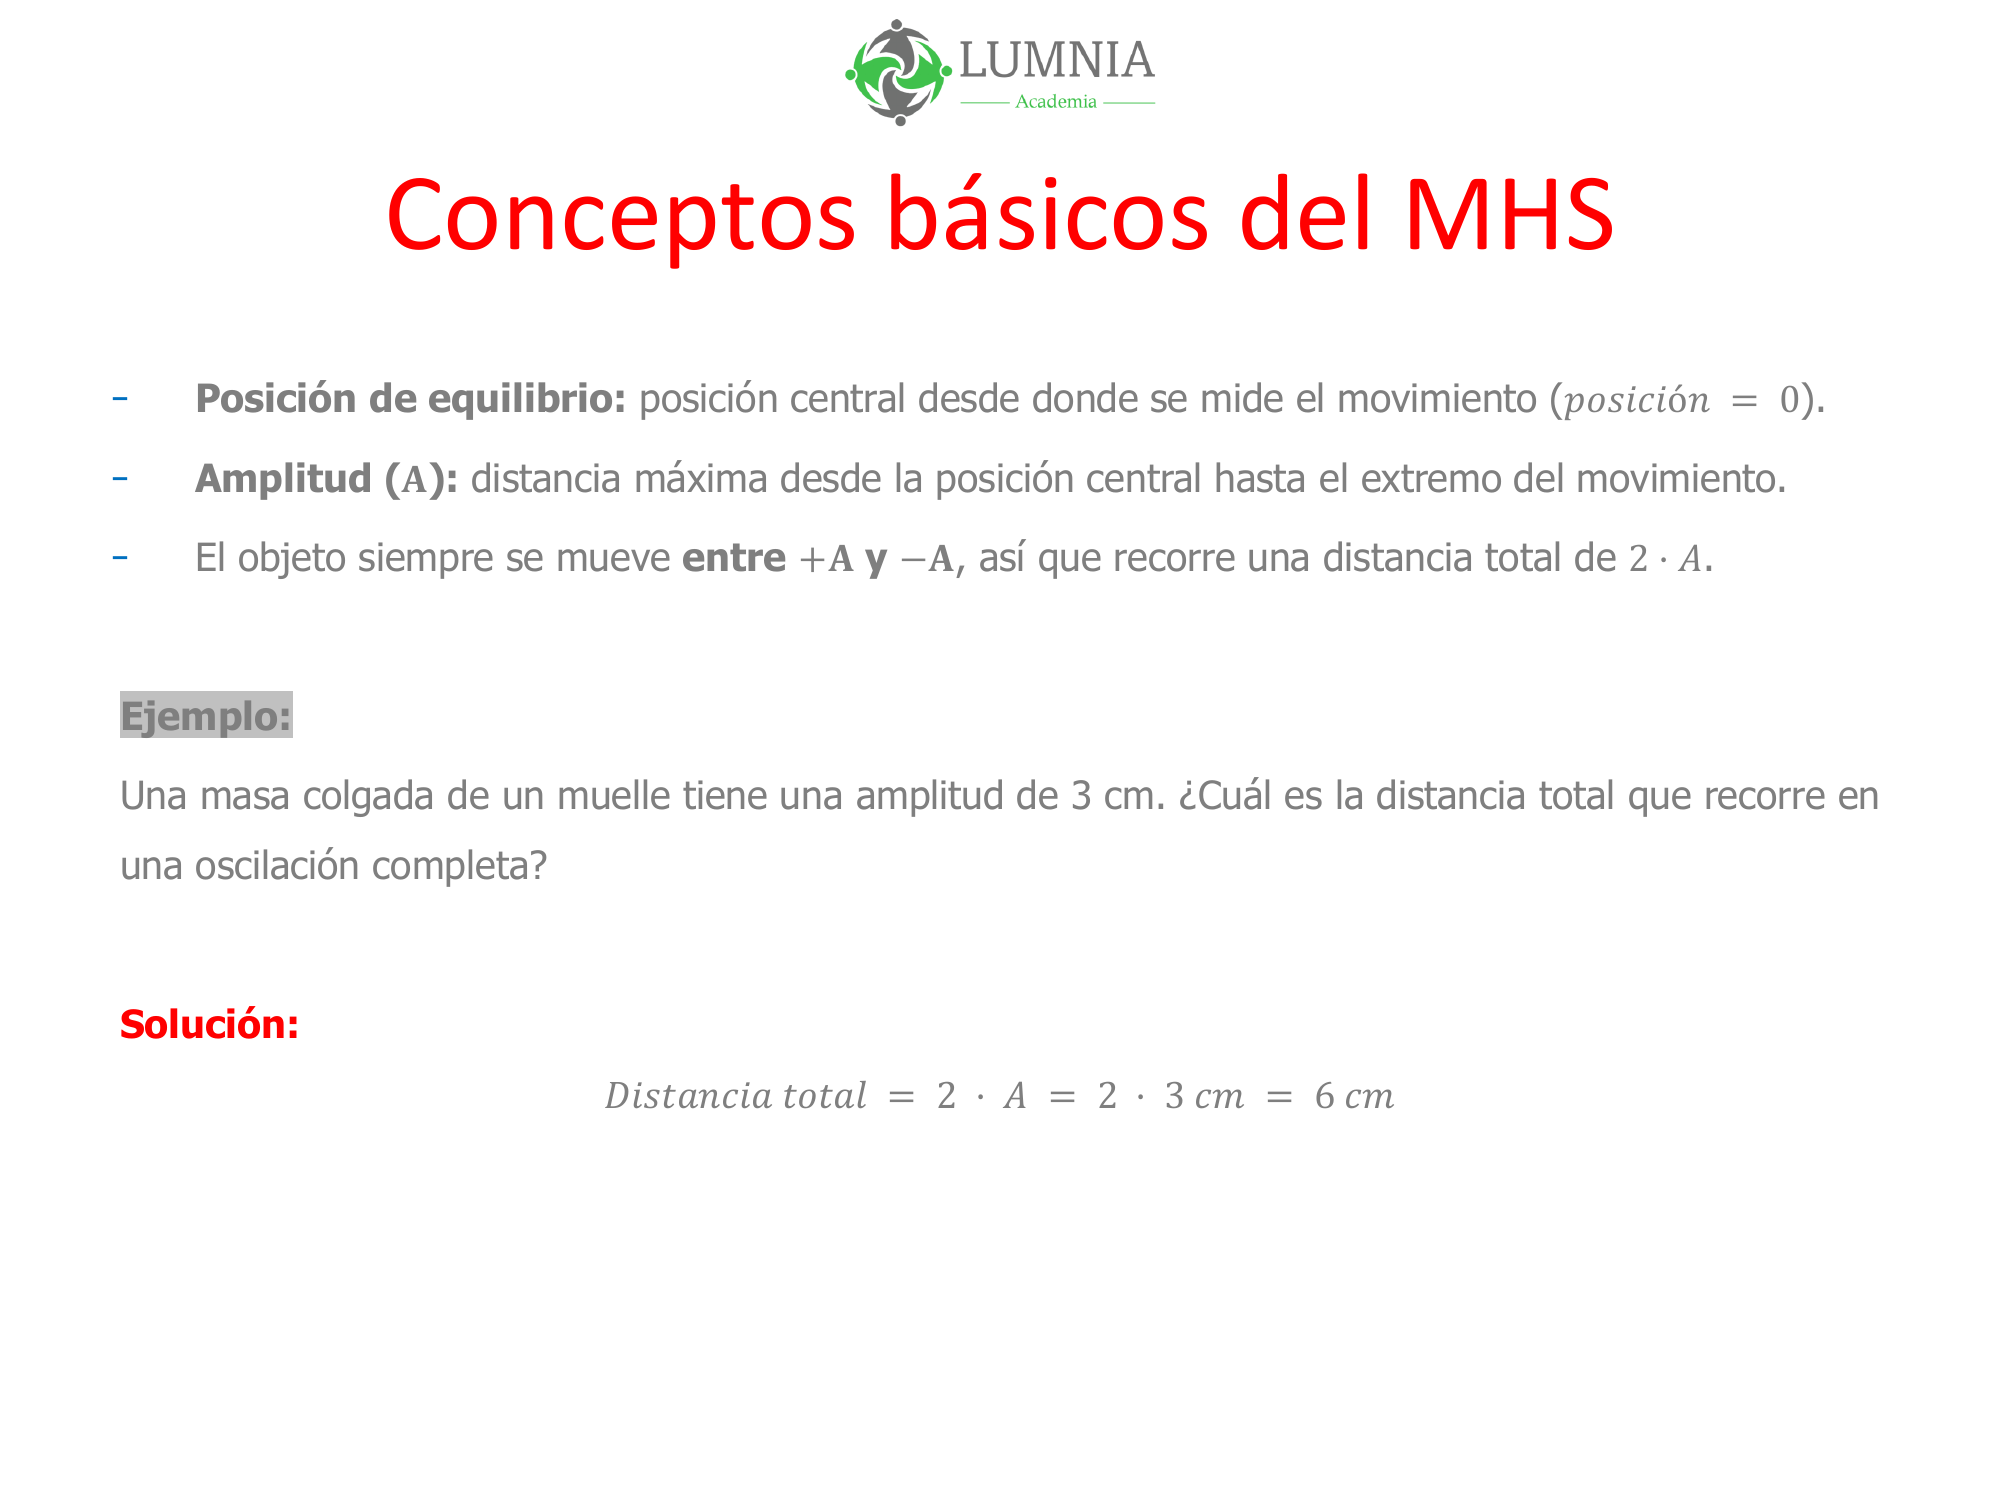 LUMNIA
Academia
Conceptos básicos del MHS
- Posición de equilibrio: posición central desde donde se mide el movimiento (posición = 0).
- Amplitud (A): distancia máxima desde la posición central hasta el extremo del movimiento.
- El objeto siempre se mueve entre +A y −A, así que recorre una distancia total de 2 · A.
Ejemplo:
Una masa colgada de un muelle tiene una amplitud de 3 cm. ¿Cuál es la distancia total que recorre en
una oscilación completa?
Solución:
Distancia total = 2 · A = 2 · 3 cm = 6 cm